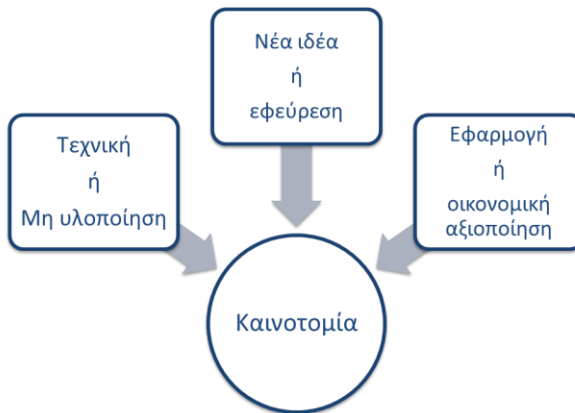 Τεχνική
ή
Μη υλοποίηση
Νέα ιδέα
ή
εφεύρεση
Εφαρμογή
ή
οικονομική
αξιοποίηση
Καινοτομία